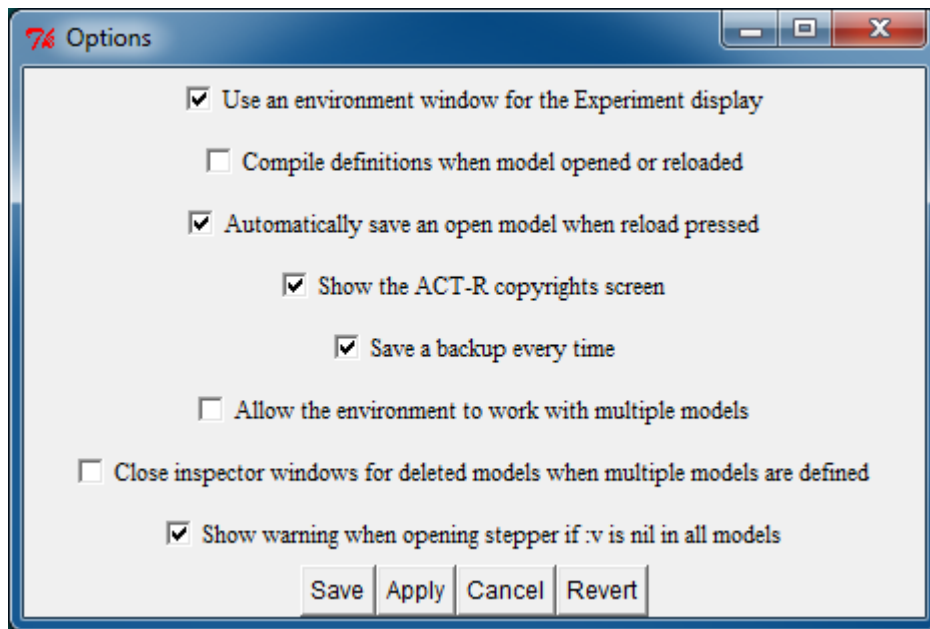 Options
Use an environment window for the Experiment display
Compile definitions when model opened or reloaded
Automatically save an open model when reload pressed
Show the ACT-R copyrights screen
Save a backup every time
Allow the environment to work with multiple models
Close inspector windows for deleted models when multiple models are defined
Show warning when opening stepper if :v is nil in all models
Save Apply Cancel Revert